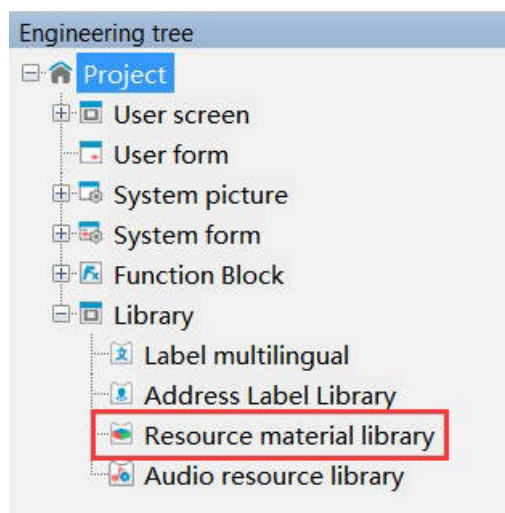 Engineering tree
Project
User screen
User form
System picture
System form
Function Block
Library
Label multilingual
Address Label Library
Resource material library
Audio resource library